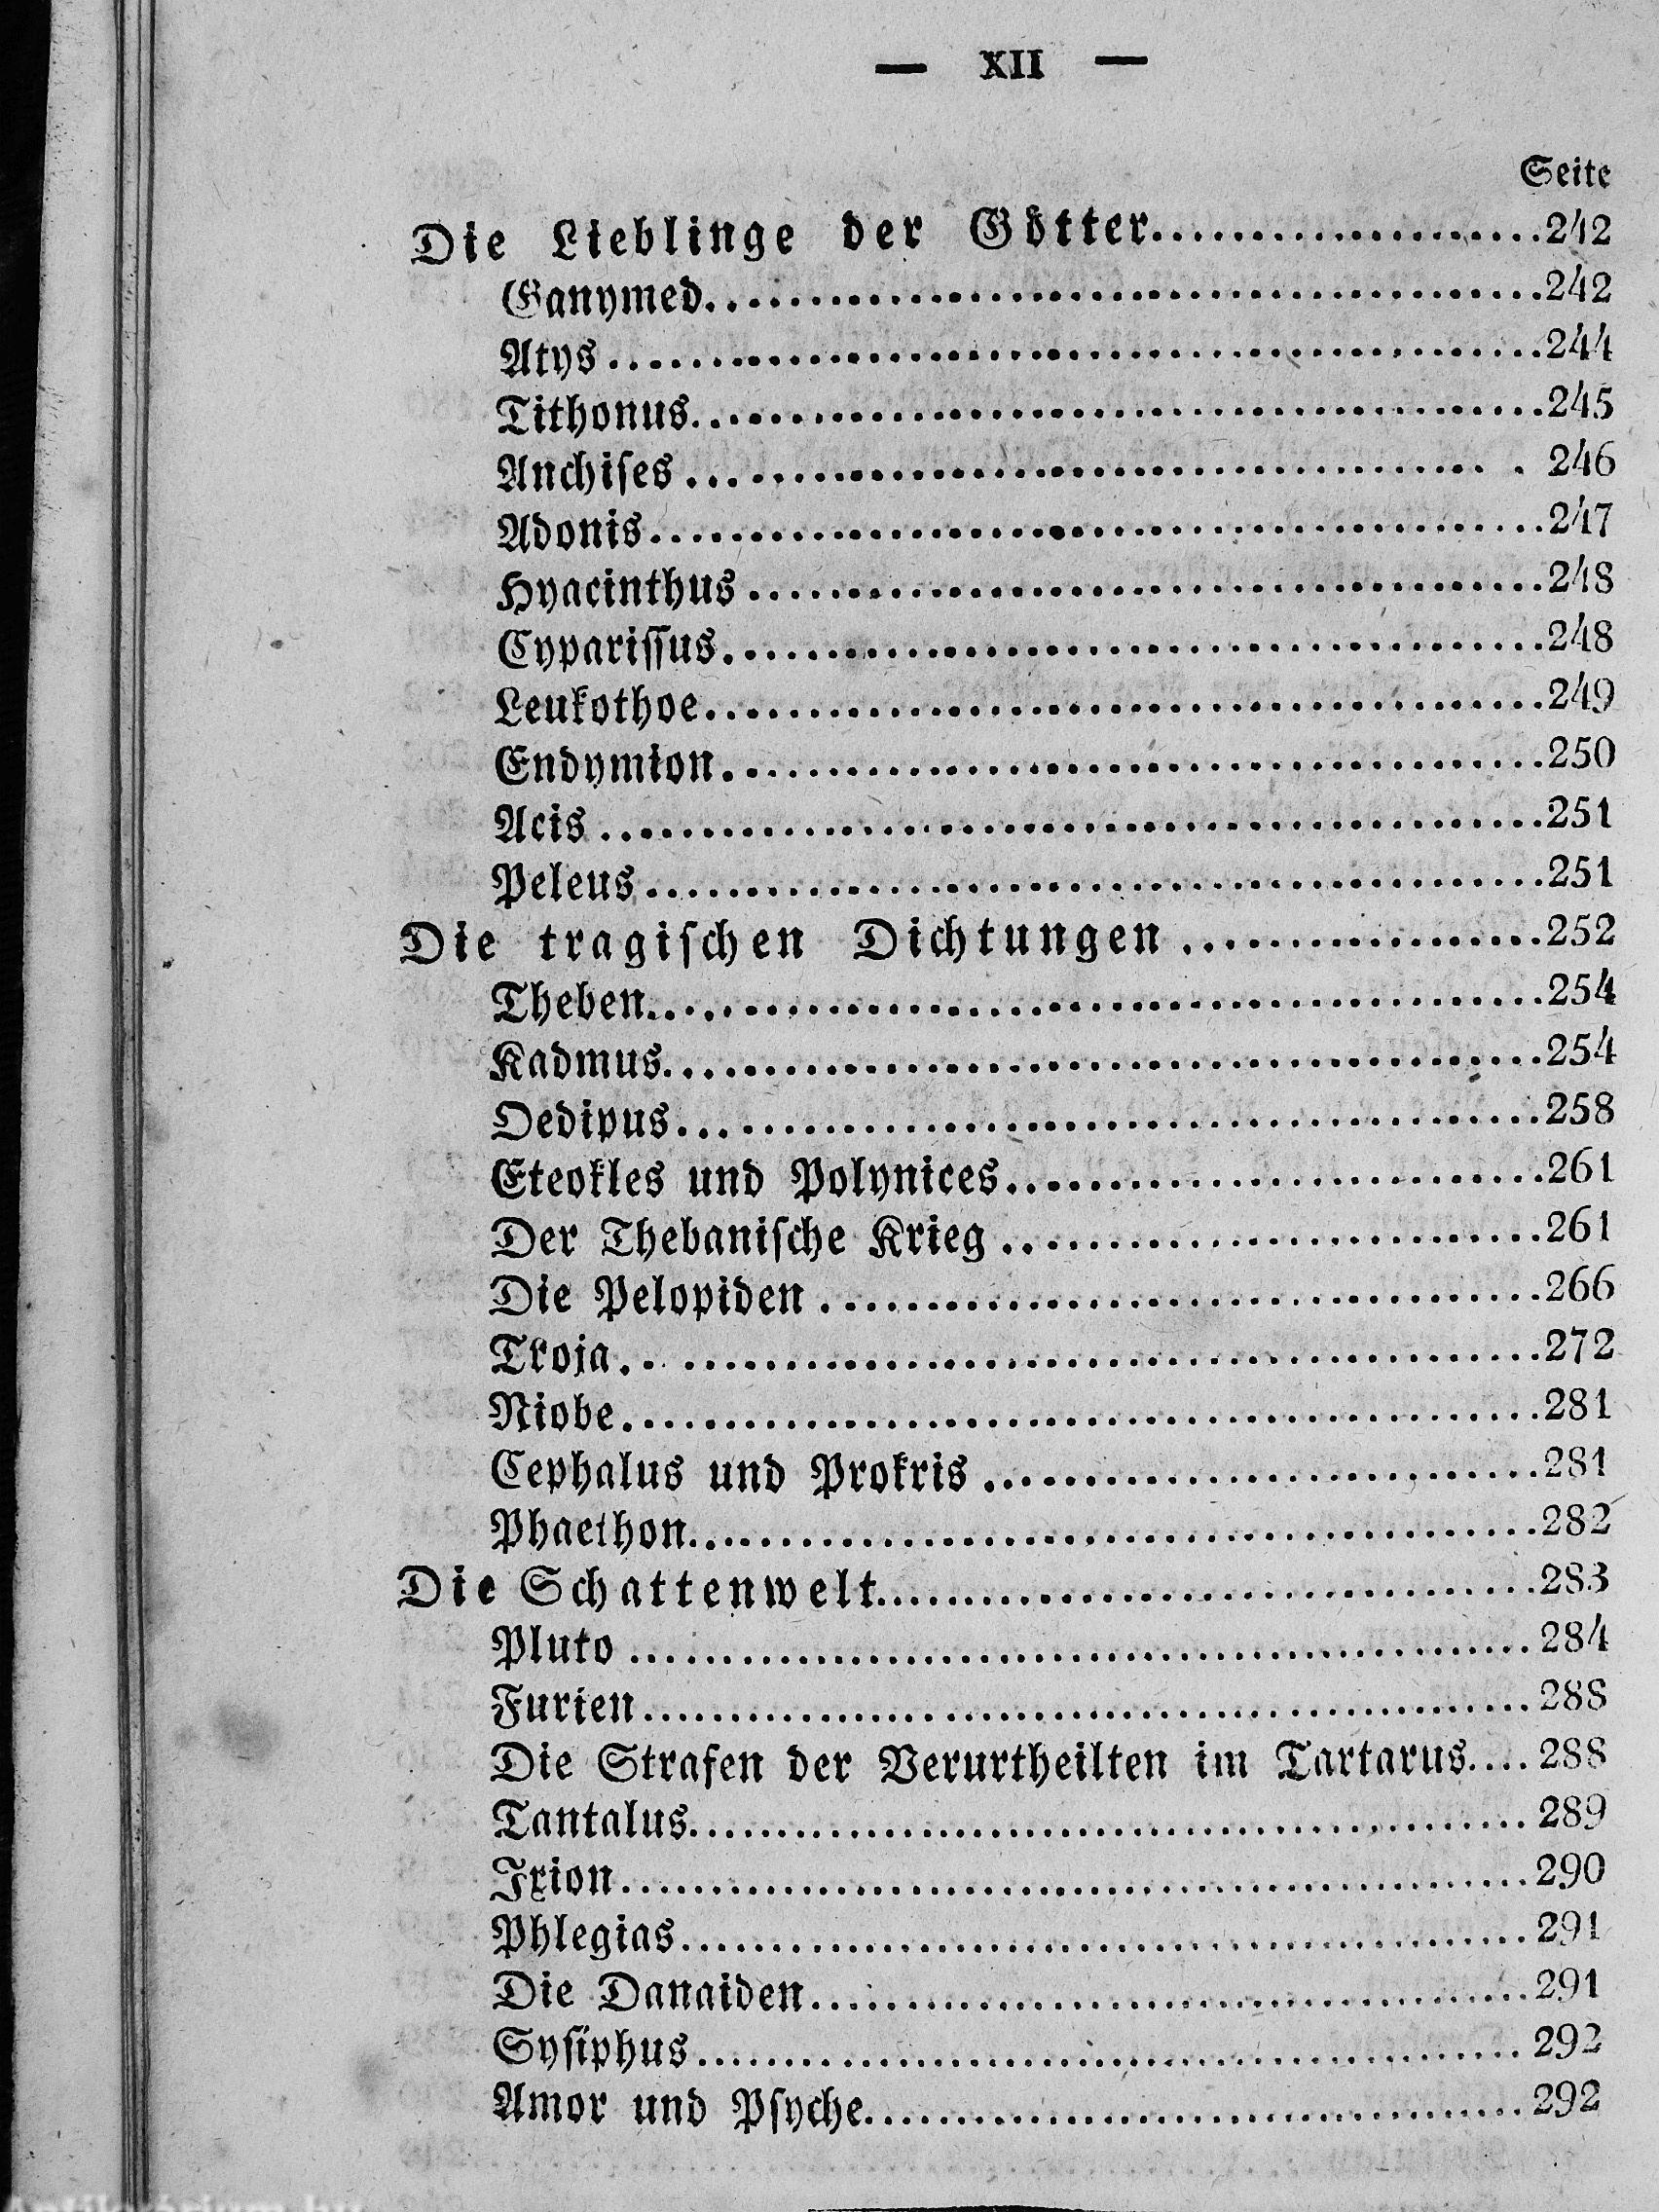 — XII —
Seite
Die Lieblinge der Götter.....................242
Ganymed..........................................242
Atys...............................................244
Tithonus...........................................245
Anchises...........................................246
Adonis.............................................247
Hyacinthus........................................248
Cyparissus.........................................248
Leukothoe..........................................249
Endymion..........................................250
Acis................................................251
Peleus..............................................251
Die tragischen Dichtungen...................252
Theben.............................................254
Kadmus............................................254
Oedipus............................................258
Eteokles und Polynices..........................261
Der Thebanische Krieg...........................261
Die Pelopiden.....................................266
Troja...............................................272
Niobe...............................................281
Cephalus und Prokris............................281
Phaethon...........................................282
Die Schattenwelt.................................283
Pluto...............................................284
Furien..............................................288
Die Strafen der Verurtheilten im Tartarus....288
Tantalus............................................289
Ixion...............................................290
Phlegias............................................291
Die Danaiden.....................................291
Sysiphus...........................................292
Amor und Psyche.................................292